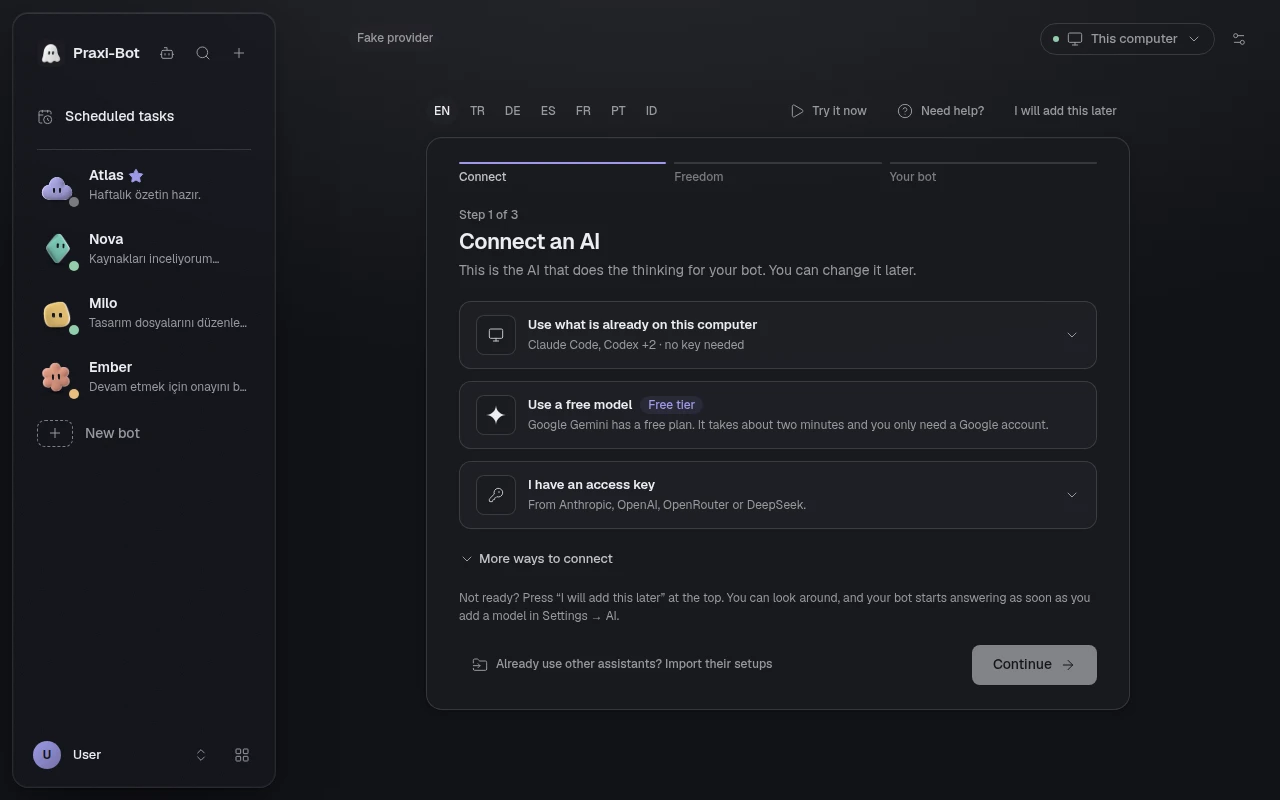 Praxi-Bot
Scheduled tasks
Atlas
Haftalık özetin hazır.
Nova
Kaynakları inceliyorum...
Milo
Tasarım dosyalarını düzenle...
Ember
Devam etmek için onayını b...
New bot
U
User
Fake provider
This computer
EN TR DE ES FR PT ID
Try it now
Need help?
I will add this later
Connect
Freedom
Your bot
Step 1 of 3
Connect an AI
This is the AI that does the thinking for your bot. You can change it later.
Use what is already on this computer
Claude Code, Codex +2 · no key needed
Use a free model Free tier
Google Gemini has a free plan. It takes about two minutes and you only need a Google account.
I have an access key
From Anthropic, OpenAI, OpenRouter or DeepSeek.
More ways to connect
Not ready? Press “I will add this later” at the top. You can look around, and your bot starts answering as soon as you
add a model in Settings → AI.
Already use other assistants? Import their setups
Continue